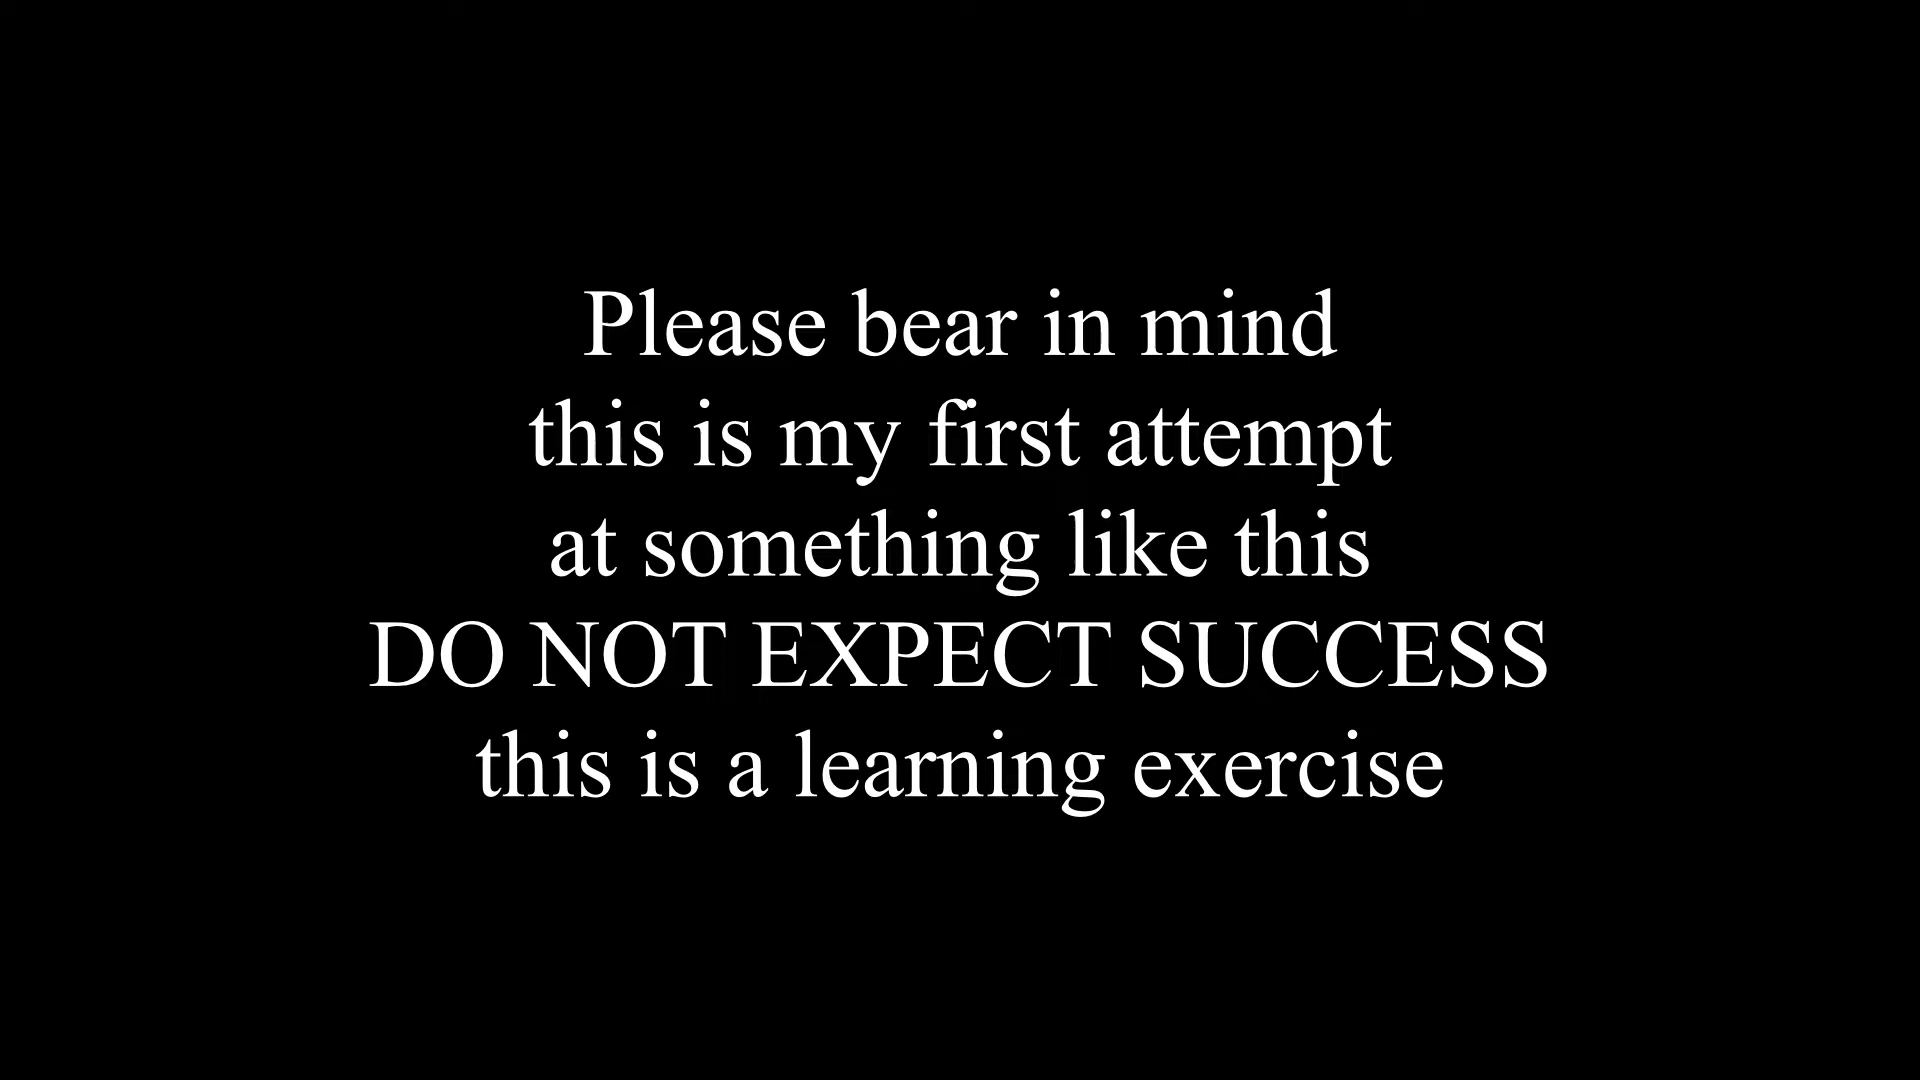 Please bear in mind
this is my first attempt
at something like this
DO NOT EXPECT SUCCESS
this is a learning exercise